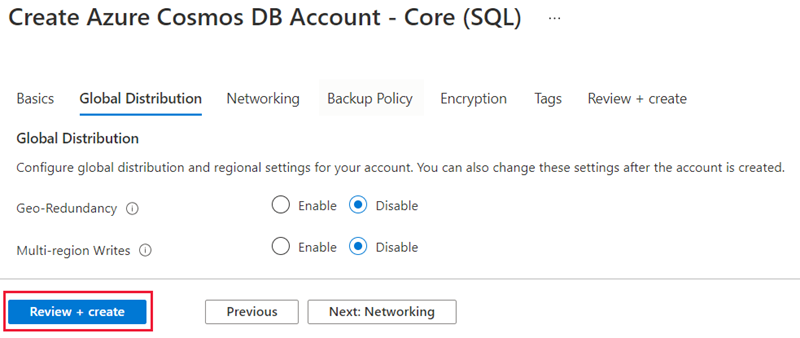 Create Azure Cosmos DB Account - Core (SQL) ...
Basics Global Distribution Networking Backup Policy Encryption Tags Review + create
Global Distribution
Configure global distribution and regional settings for your account. You can also change these settings after the account is created.
Geo-Redundancy Enable Disable
Multi-region Writes Enable Disable
Review + create Previous Next: Networking